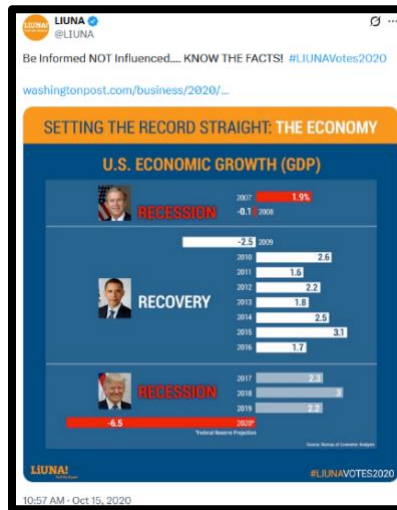 LIUNA
@LIUNA
Be Informed NOT Influenced.... KNOW THE FACTS! #LIUNAVotes2020
washingtonpost.com/business/2020/...
SETTING THE RECORD STRAIGHT: THE ECONOMY
U.S. ECONOMIC GROWTH (GDP)
RECESSION
2007 1.9%
-0.1 2008
RECOVERY
-2.5 2009
2010 2.6
2011 1.6
2012 2.2
2013 1.8
2014 2.5
2015 3.1
2016 1.7
RECESSION
2017 2.3
2018 3
2019 2.2
-6.5 2020*
*Federal Reserve Projection
Source: Bureau of Economic Analysis
LiUNA!
#LIUNAVOTES2020
10:57 AM · Oct 15, 2020